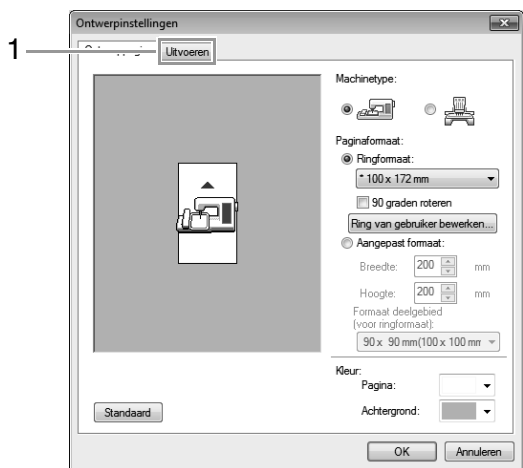 Ontwerpinstellingen
1
Uitvoeren
Machinetype:
Paginaformaat:
Ringformaat:
* 100 x 172 mm
90 graden roteren
Ring van gebruiker bewerken...
Aangepast formaat:
Breedte: 200 mm
Hoogte: 200 mm
Formaat deelgebied
(voor ringformaat):
90 x 90 mm(100 x 100 mm
Kleur:
Pagina:
Achtergrond:
Standaard
OK
Annuleren